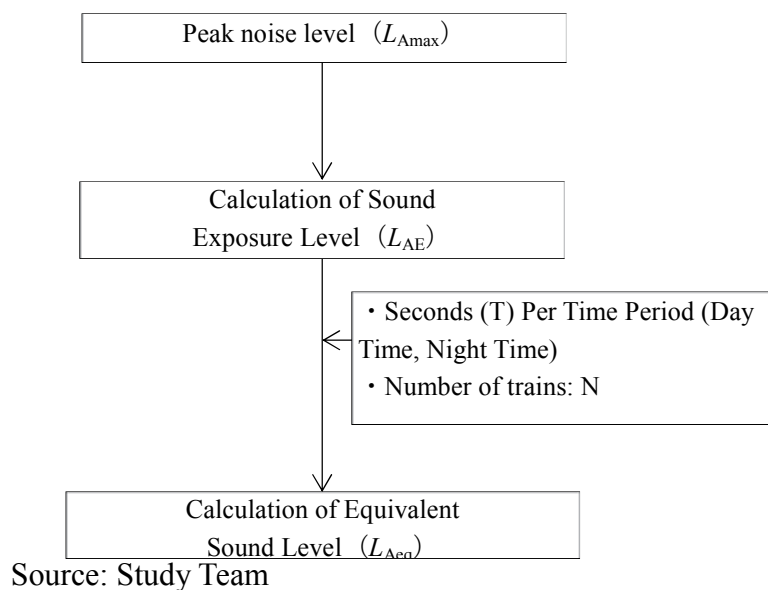 Peak noise level（LAmax）
Calculation of Sound
Exposure Level（LAE）
・Seconds (T) Per Time Period (Day
Time, Night Time)
・Number of trains: N
Calculation of Equivalent
Sound Level（LAeq）
Source: Study Team